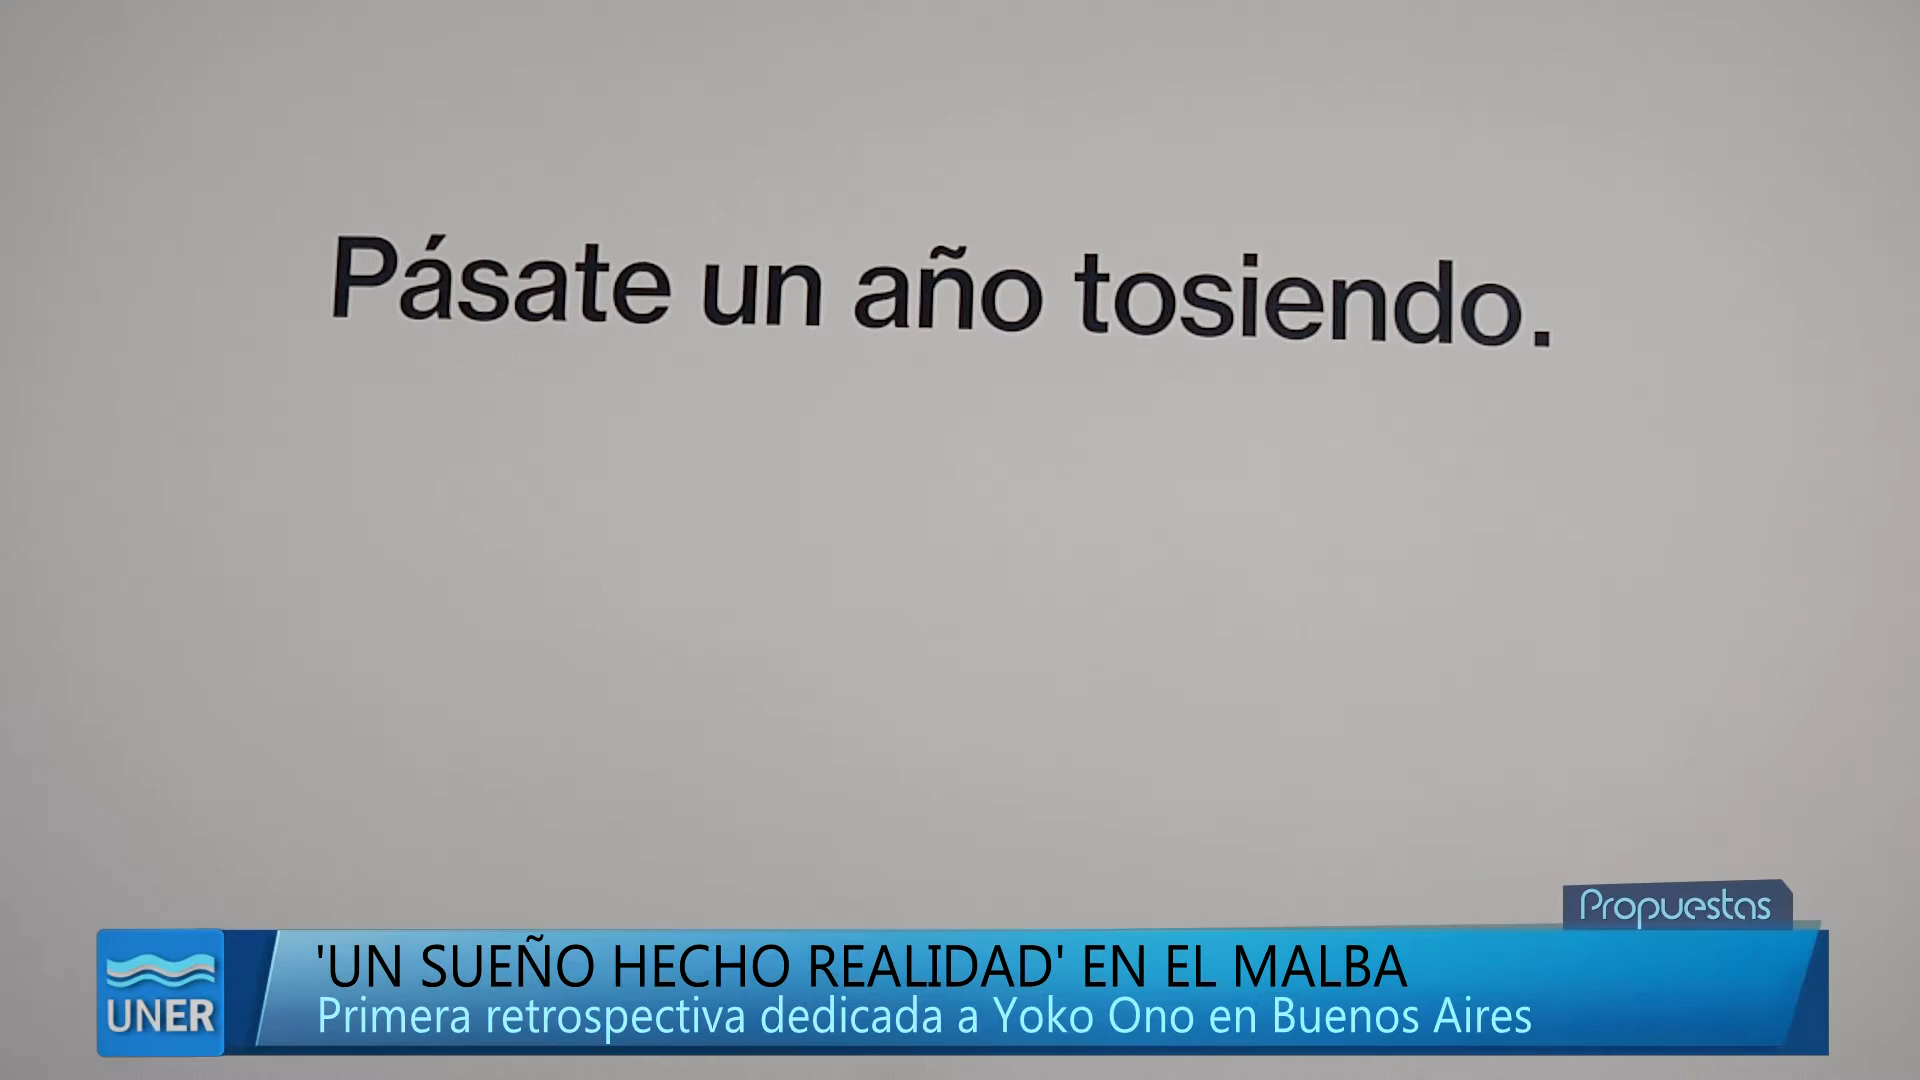 Pásate un año tosiendo.
Propuestas
'UN SUEÑO HECHO REALIDAD' EN EL MALBA
Primera retrospectiva dedicada a Yoko Ono en Buenos Aires
UNER